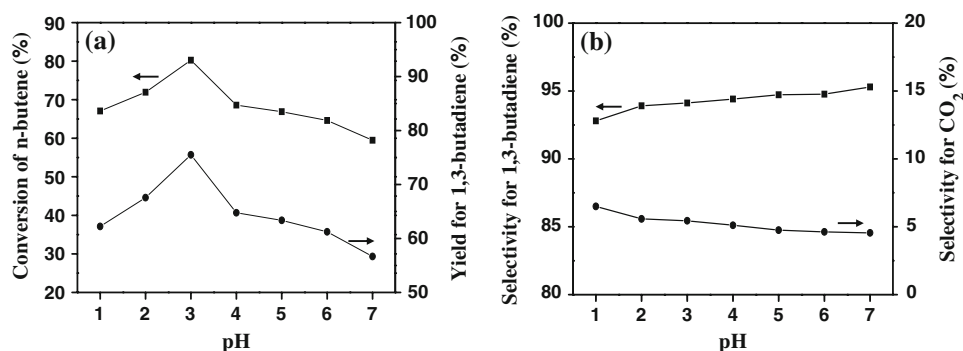 (a)
Conversion of n-butene (%)
90
80
70
60
50
40
30
20
1 2 3 4 5 6 7
pH
100
90
80
70
60
50
Yield for 1,3-butadiene (%)
(b)
Selectivity for 1,3-butadiene (%)
100
95
90
85
80
1 2 3 4 5 6 7
pH
20
15
10
5
0
Selectivity for CO2 (%)